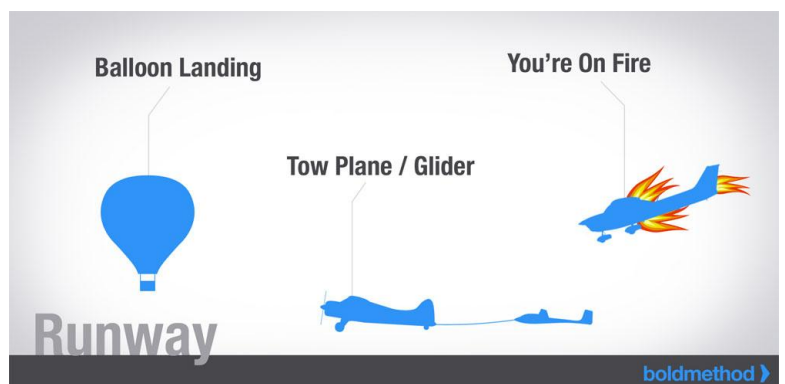 Balloon Landing
You're On Fire
Tow Plane / Glider
Runway
boldmethod